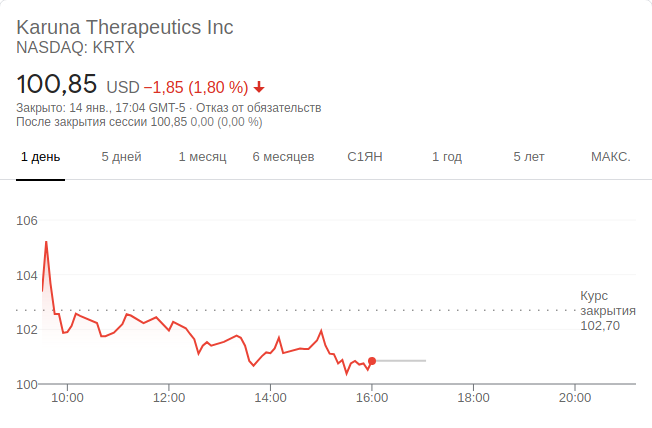 Karuna Therapeutics Inc
NASDAQ: KRTX
100,85 USD −1,85 (1,80 %)
Закрыто: 14 янв., 17:04 GMT-5 · Отказ от обязательств
После закрытия сессии 100,85 0,00 (0,00 %)
1 день 5 дней 1 месяц 6 месяцев С1ЯН 1 год 5 лет МАКС.
106
104
Курс
закрытия
102,70
102
100
10:00 12:00 14:00 16:00 18:00 20:00